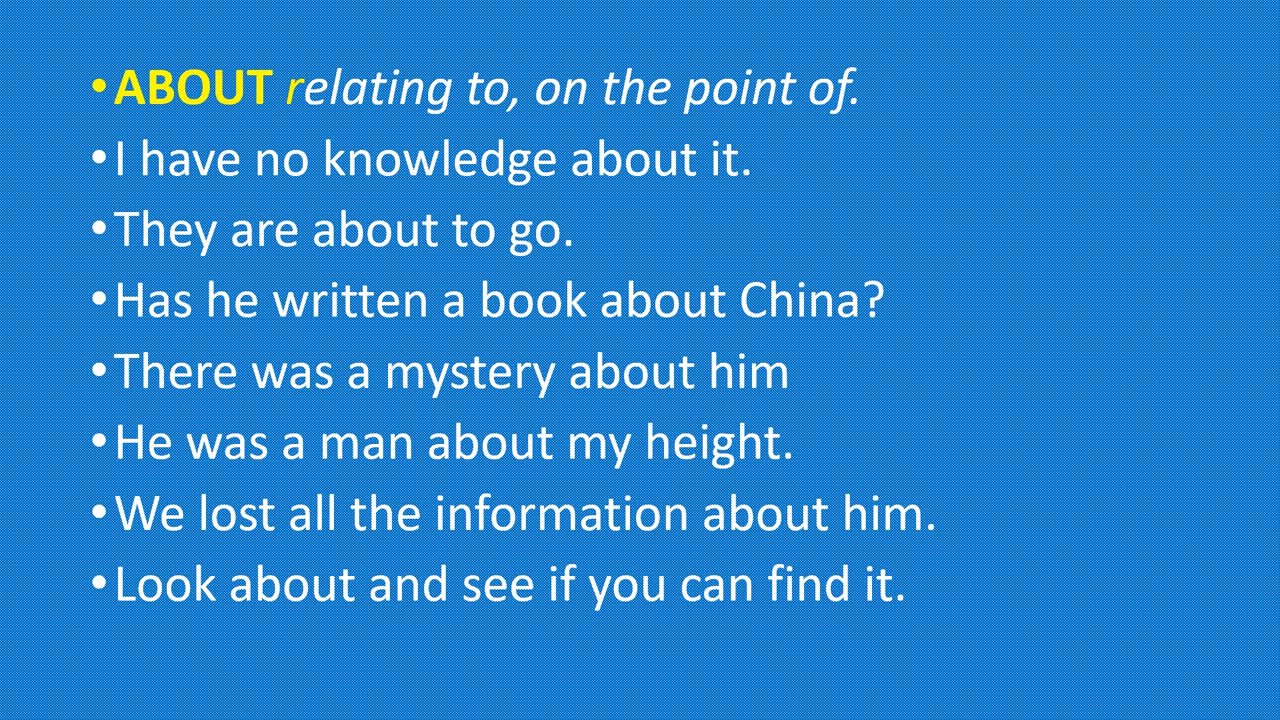 •ABOUT relating to, on the point of.
•I have no knowledge about it.
•They are about to go.
•Has he written a book about China?
•There was a mystery about him
•He was a man about my height.
•We lost all the information about him.
•Look about and see if you can find it.